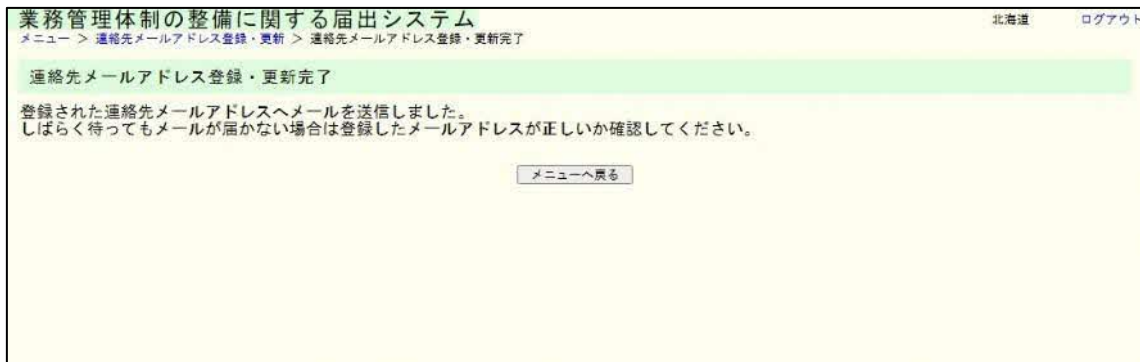 業務管理体制の整備に関する届出システム
北海道 ログアウト
メニュー > 連絡先メールアドレス登録・更新 > 連絡先メールアドレス登録・更新完了
連絡先メールアドレス登録・更新完了
登録された連絡先メールアドレスへメールを送信しました。
しばらく待ってもメールが届かない場合は登録したメールアドレスが正しいか確認してください。
メニューへ戻る